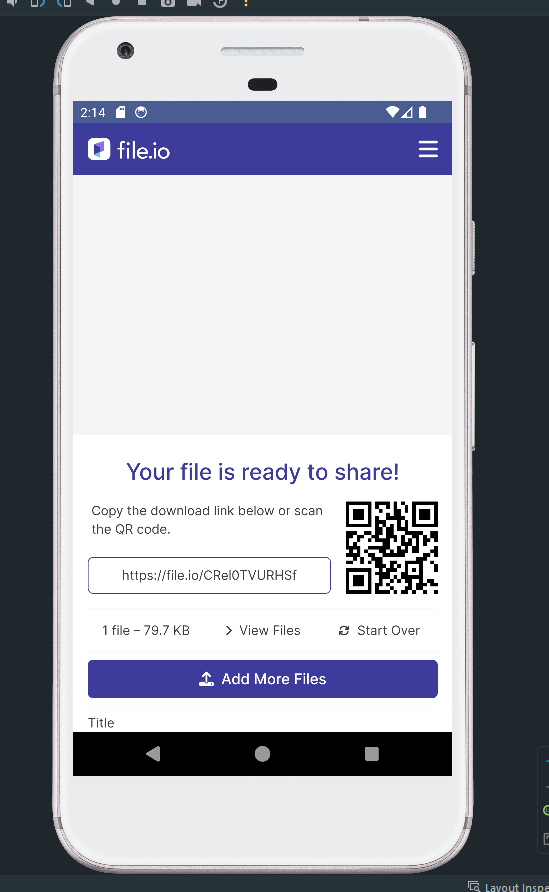 2:14
file.io
Your file is ready to share!
Copy the download link below or scan
the QR code.
https://file.io/CRel0TVURHSf
1 file – 79.7 KB
View Files
Start Over
Add More Files
Title
Layout Inspe